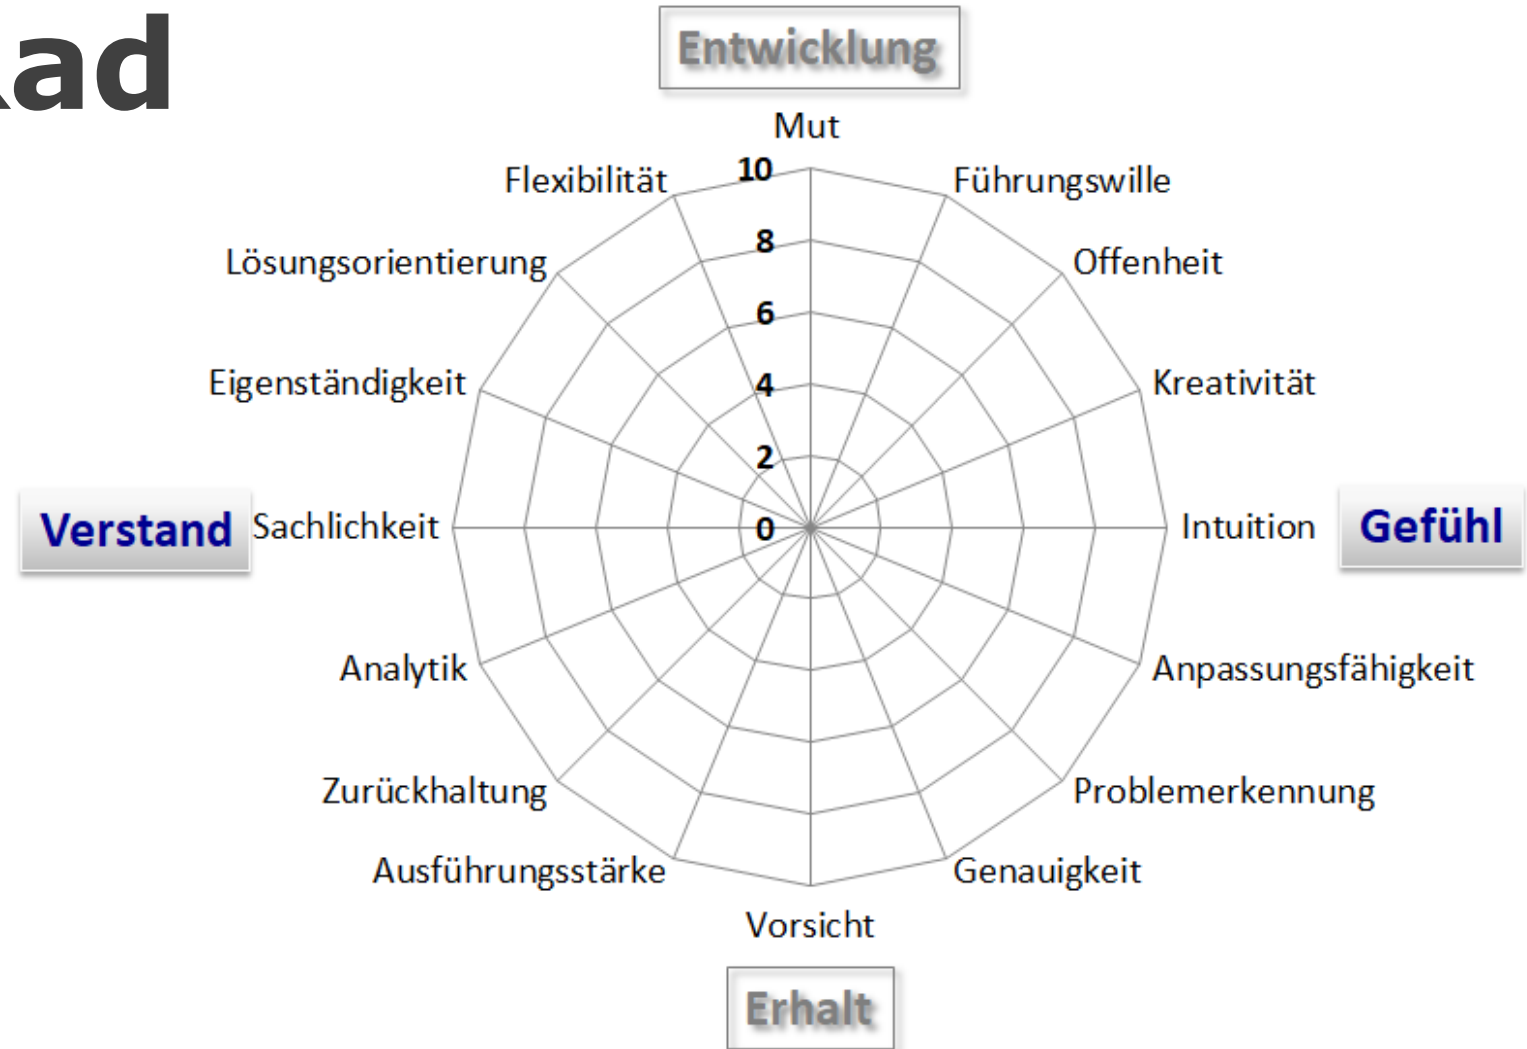 Rad
Entwicklung
Mut
10
Flexibilität
Führungswille
8
Lösungsorientierung
Offenheit
6
Eigenständigkeit
4
Kreativität
2
Verstand
Sachlichkeit
0
Intuition
Gefühl
Analytik
Anpassungsfähigkeit
Zurückhaltung
Problemerkennung
Ausführungsstärke
Genauigkeit
Vorsicht
Erhalt